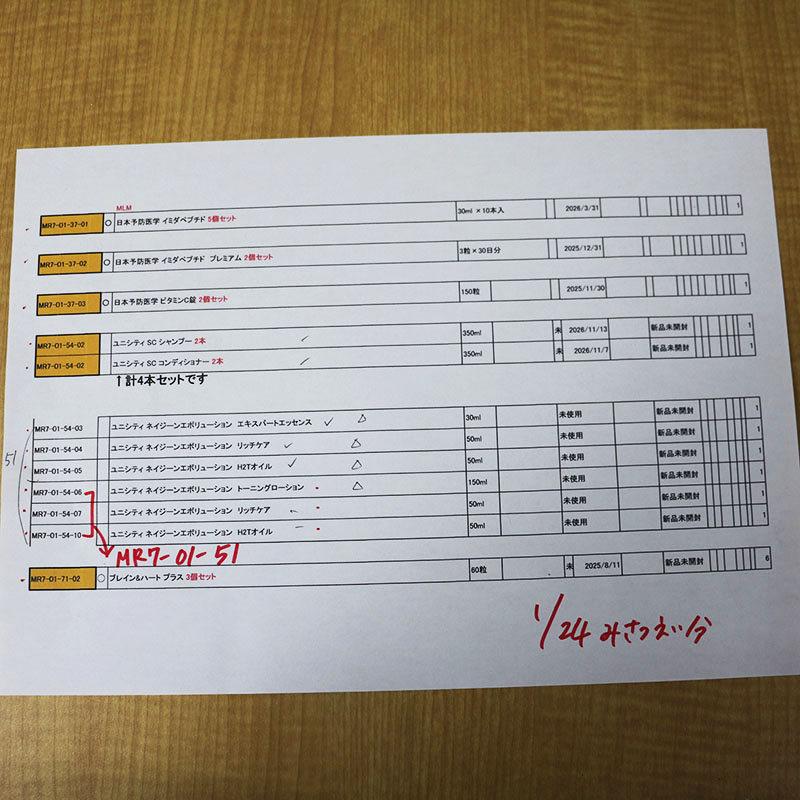 MLM
MR7-01-37-01 ○ 日本予防医学 イミダペプチド 5個セット 30ml ×10本入 2026/3/31 1
MR7-01-37-02 ○ 日本予防医学 イミダペプチド プレミアム 2個セット 3粒×30日分 2025/12/31 1
MR7-01-37-03 ○ 日本予防医学 ビタミンC錠 2個セット 150粒 2025/11/30 1
MR7-01-54-02 ユニシティ SC シャンプー 2本 350ml 未 2026/11/13 新品未開封 1
MR7-01-54-02 ユニシティ SC コンディショナー 2本 350ml 未 2026/11/7 新品未開封 1
↑計4本セットです
MR7-01-54-03 ユニシティ ネイジーンエボリューション エキスパートエッセンス ✓ △ 30ml 未使用 新品未開封 1
MR7-01-54-04 ユニシティ ネイジーンエボリューション リッチケア ✓ △ 50ml 未使用 新品未開封 1
51
MR7-01-54-05 ユニシティ ネイジーンエボリューション H2Tオイル ✓ △ 50ml 未使用 新品未開封 1
MR7-01-54-06 ユニシティ ネイジーンエボリューション トーニングローション △ 150ml 未使用 新品未開封 1
MR7-01-54-07 ユニシティ ネイジーンエボリューション リッチケア 50ml 未使用 新品未開封 1
MR7-01-54-10 ユニシティ ネイジーンエボリューション H2Tオイル 50ml 未使用 新品未開封 1
MR7-01-51
MR7-01-71-02 ○ ブレイン&ハート プラス 3個セット 60粒 未 2025/8/11 新品未開封 6
1/24 みさつえい分